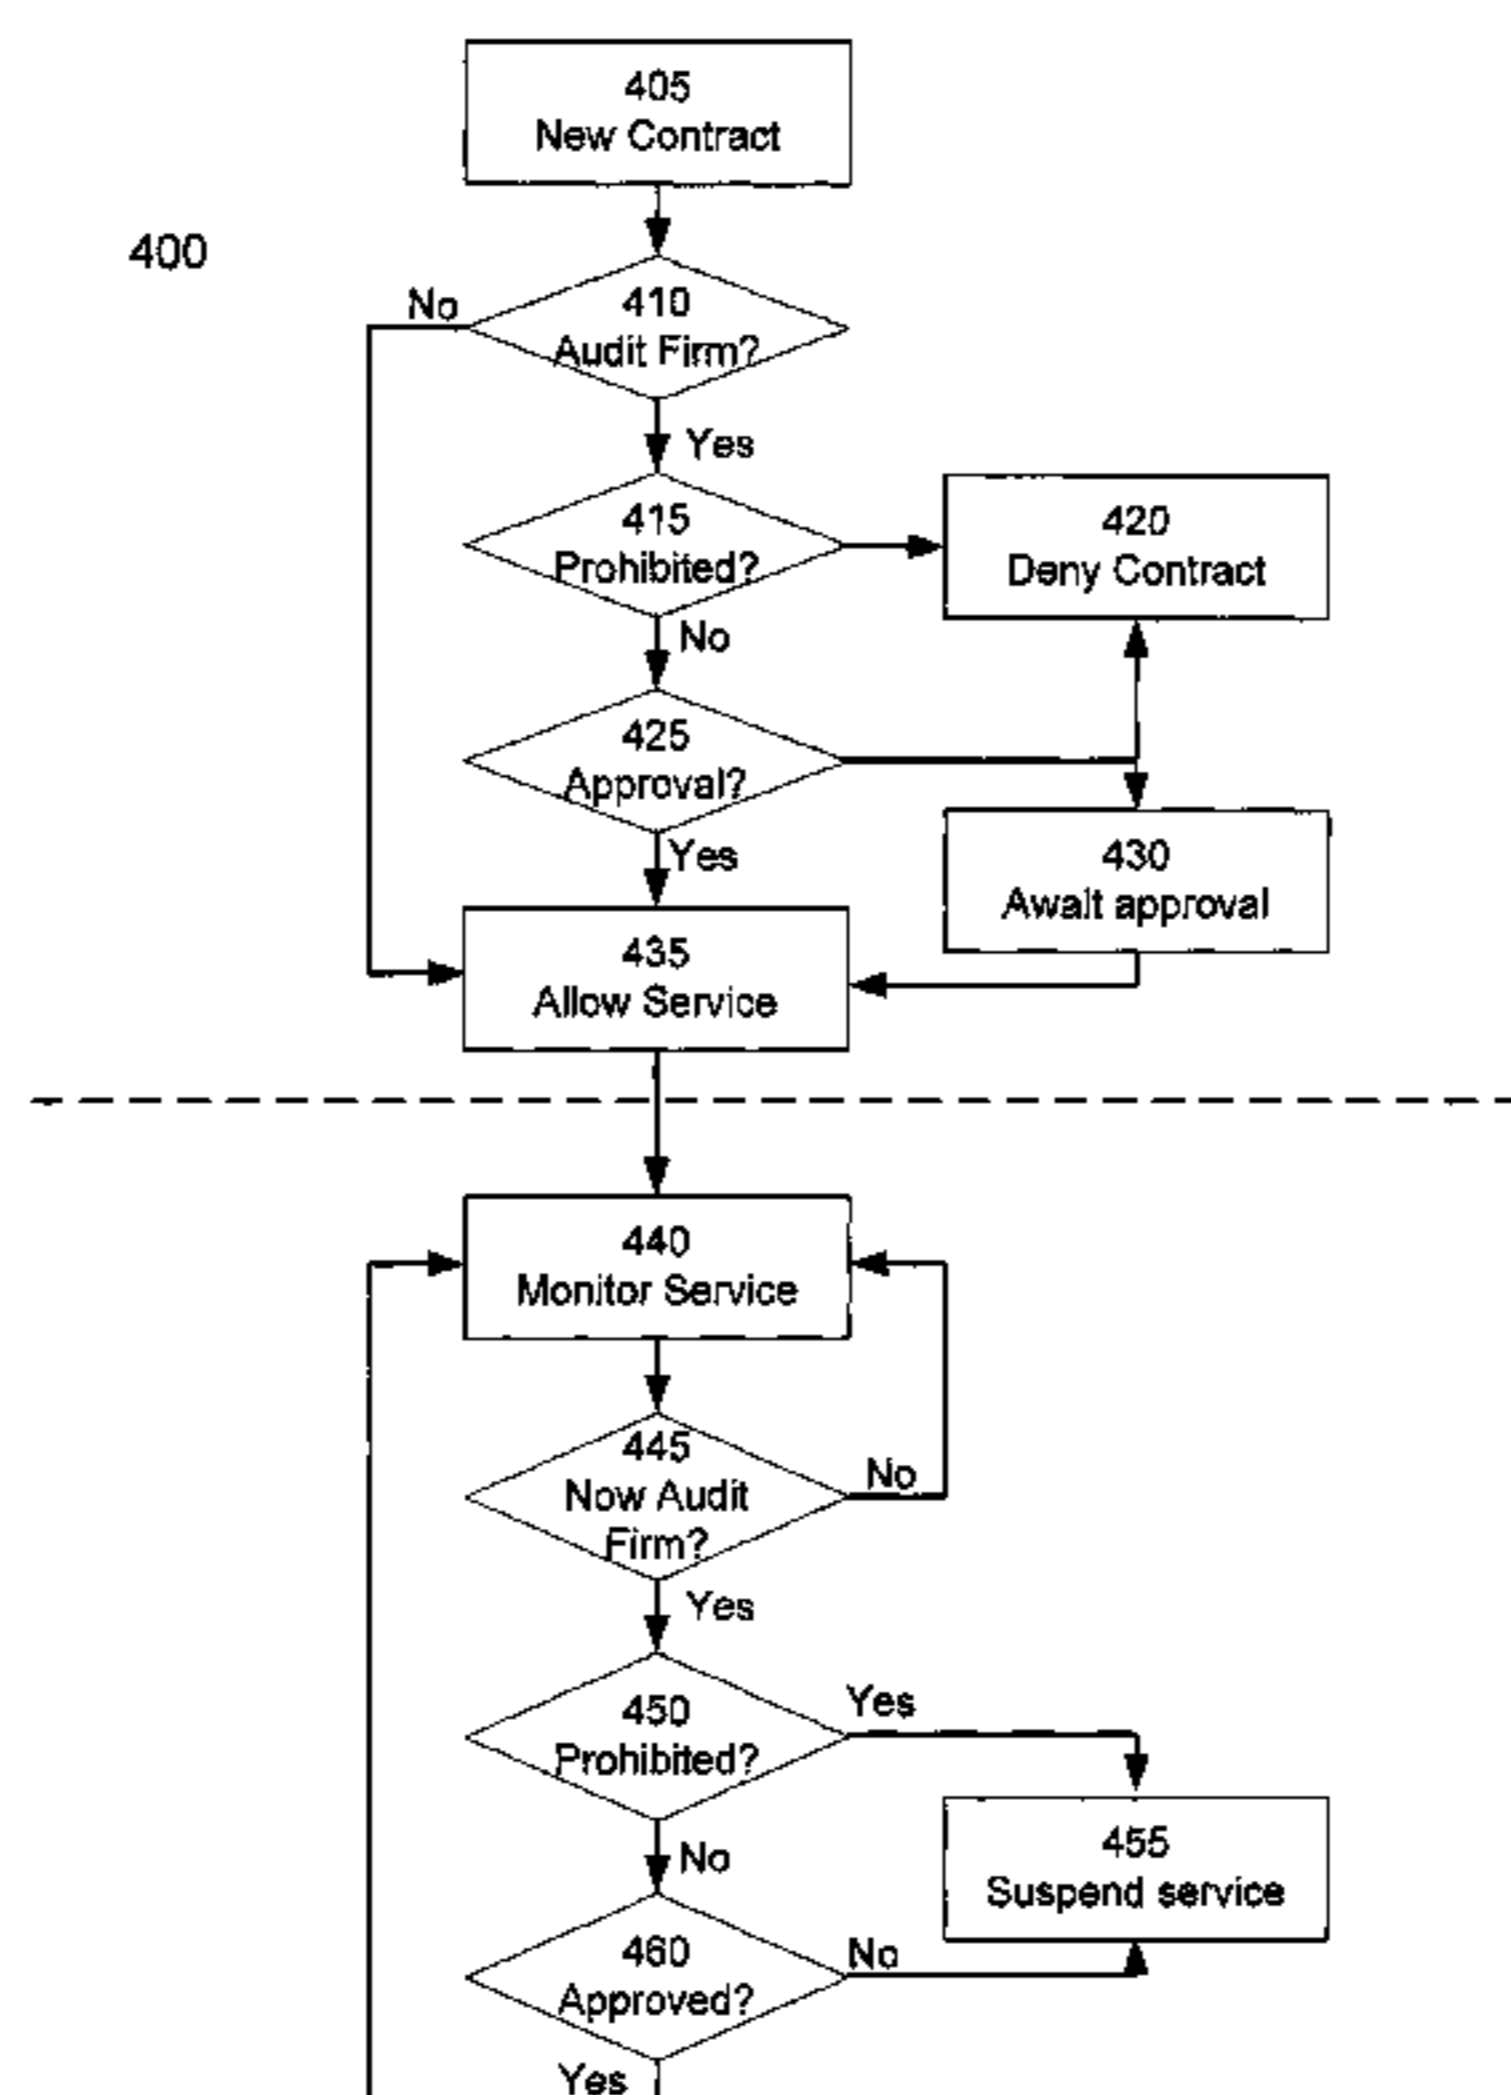 405
New Contract
400
410
Audit Firm?
No
Yes
415
Prohibited?
420
Deny Contract
No
425
Approval?
430
Await approval
Yes
435
Allow Service
440
Monitor Service
445
Now Audit
Firm?
No
Yes
450
Prohibited?
Yes
455
Suspend service
No
460
Approved?
No
Yes